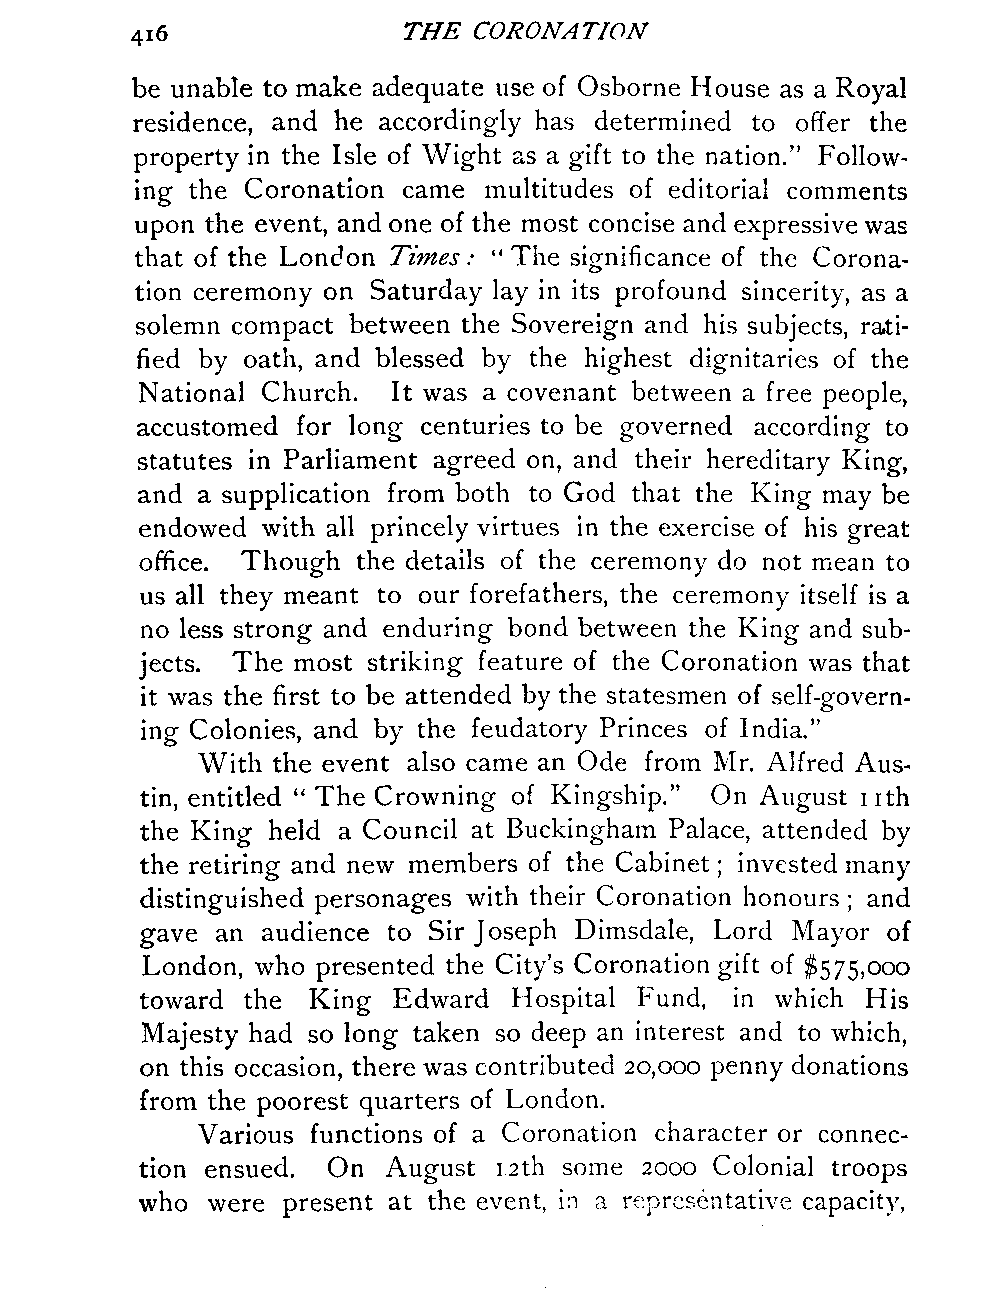 416 THE CORONATION
be unable to make adequate use of Osborne House as a Royal
residence, and he accordingly has determined to offer the
property in the Isle of Wight as a gift to the nation.” Follow-
ing the Coronation came multitudes of editorial comments
upon the event, and one of the most concise and expressive was
that of the London Times: “The significance of the Corona-
tion ceremony on Saturday lay in its profound sincerity, as a
solemn compact between the Sovereign and his subjects, rati-
fied by oath, and blessed by the highest dignitaries of the
National Church. It was a covenant between a free people,
accustomed for long centuries to be governed according to
statutes in Parliament agreed on, and their hereditary King,
and a supplication from both to God that the King may be
endowed with all princely virtues in the exercise of his great
office. Though the details of the ceremony do not mean to
us all they meant to our forefathers, the ceremony itself is a
no less strong and enduring bond between the King and sub-
jects. The most striking feature of the Coronation was that
it was the first to be attended by the statesmen of self-govern-
ing Colonies, and by the feudatory Princes of India.”
With the event also came an Ode from Mr. Alfred Aus-
tin, entitled “The Crowning of Kingship.” On August 11th
the King held a Council at Buckingham Palace, attended by
the retiring and new members of the Cabinet; invested many
distinguished personages with their Coronation honours; and
gave an audience to Sir Joseph Dimsdale, Lord Mayor of
London, who presented the City’s Coronation gift of $575,000
toward the King Edward Hospital Fund, in which His
Majesty had so long taken so deep an interest and to which,
on this occasion, there was contributed 20,000 penny donations
from the poorest quarters of London.
Various functions of a Coronation character or connec-
tion ensued. On August 12th some 2000 Colonial troops
who were present at the event, in a representative capacity,